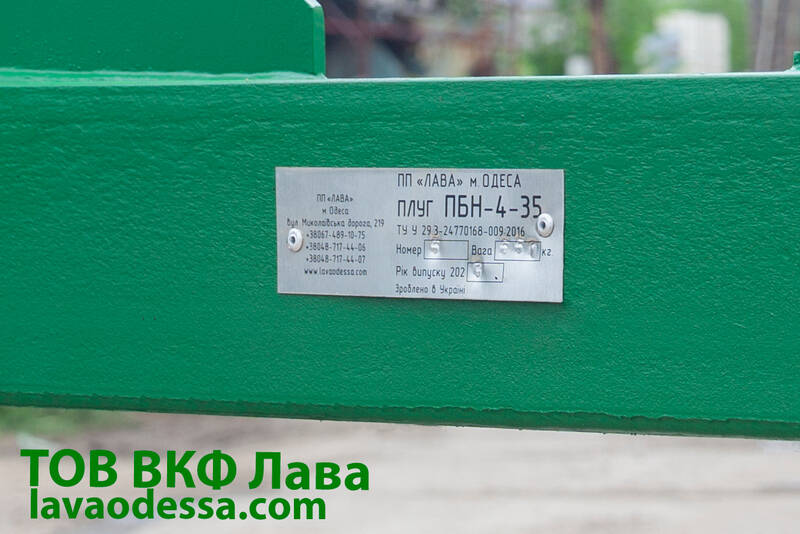 ПП «ЛАВА»
м. Одеса
вул. Миколаївська дорога, 219
+38067-489-10-75
+38048-717-44-06
+38048-717-44-07
www.lavaodessa.com
ПП «ЛАВА» м. ОДЕСА
ПЛУГ ПБН-4-35
ТУ У 29.3-24770168-009:2016
Номер Вага кг.
Рік випуску 202
Зроблено в Україні
ТОВ ВКФ Лава
lavaodessa.com